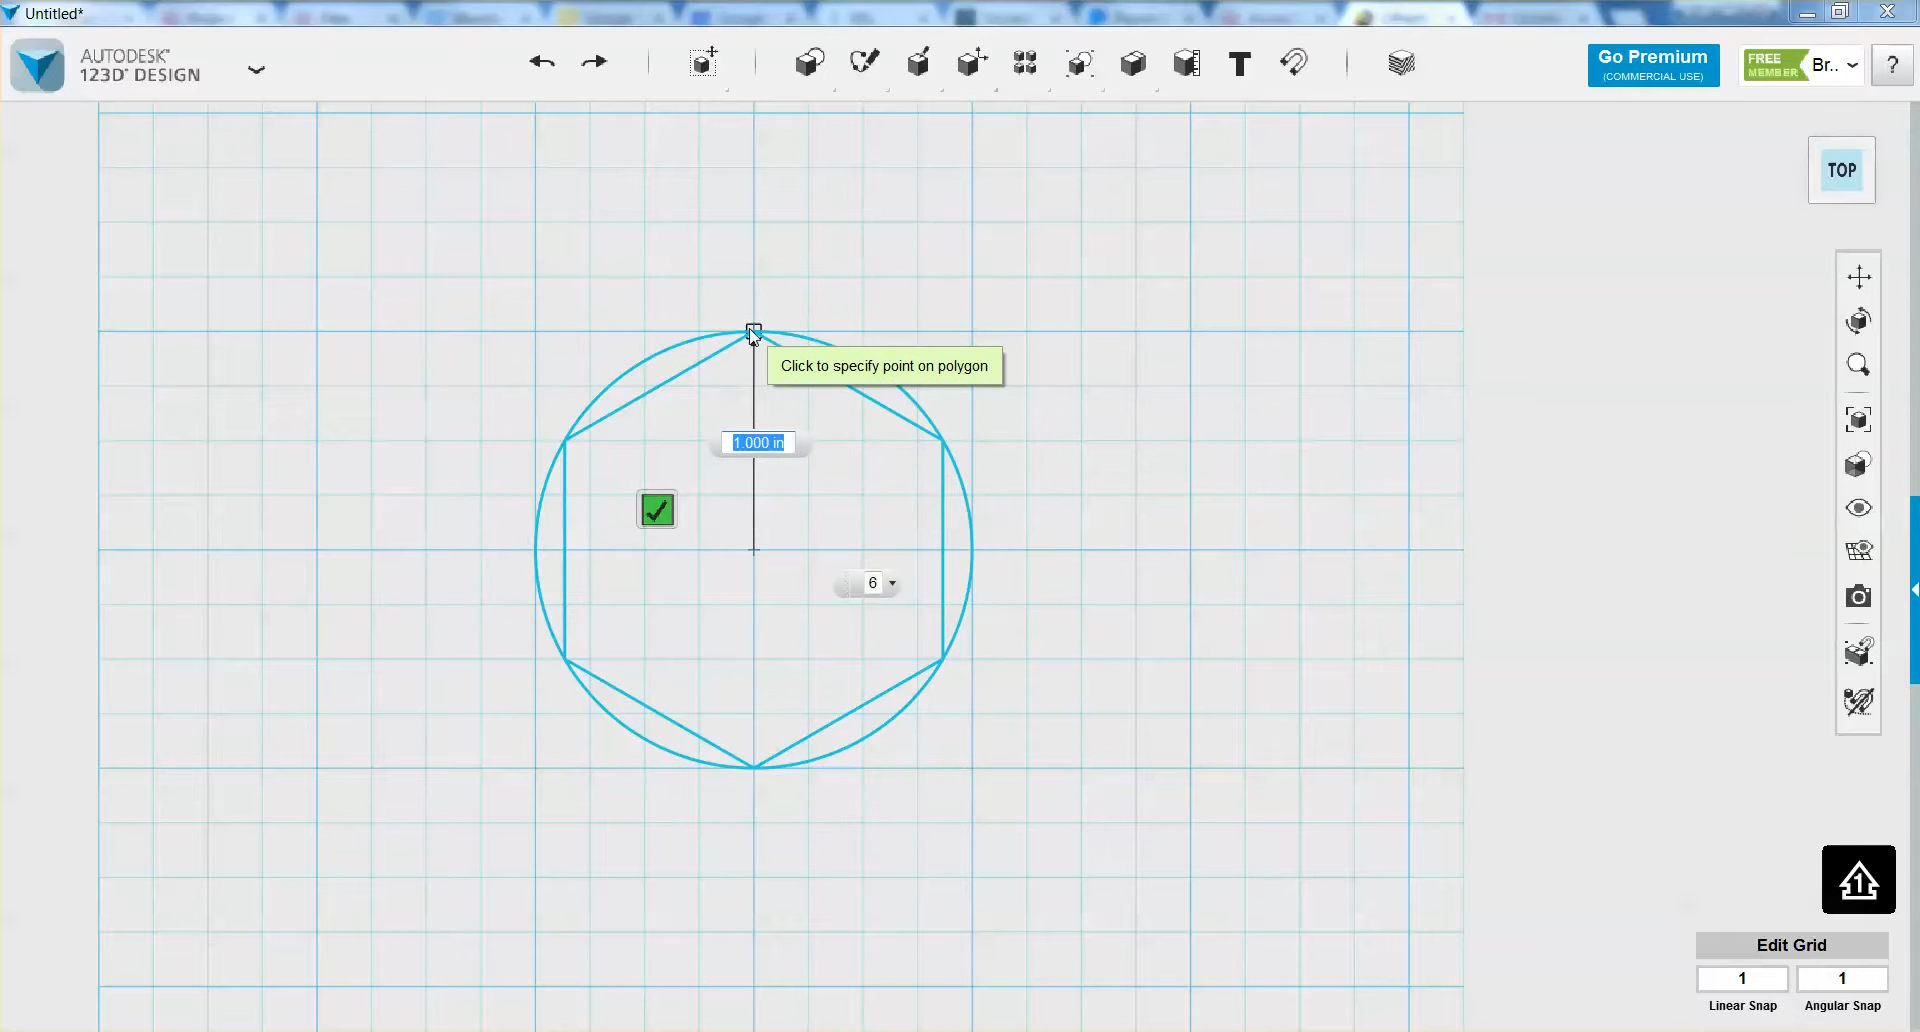 Untitled*
AUTODESK®
123D® DESIGN
T
Go Premium
(COMMERCIAL USE)
FREE
MEMBER
Br..
?
TOP
Click to specify point on polygon
1.000 in
6
1
Edit Grid
1
1
Linear Snap
Angular Snap